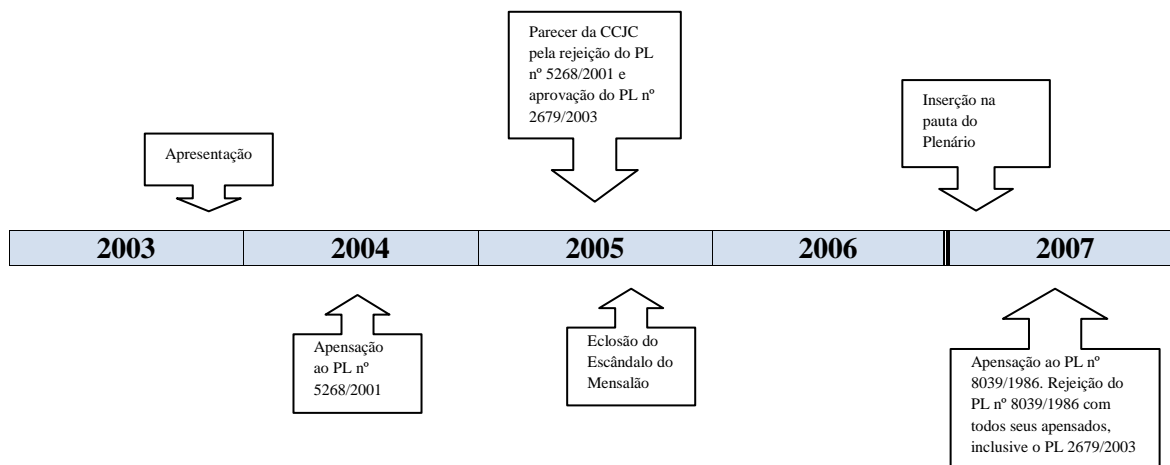 Parecer da CCJC
pela rejeição do PL
nº 5268/2001 e
aprovação do PL nº
2679/2003
Inserção na
pauta do
Plenário
Apresentação
2003
2004
2005
2006
2007
Apensação
ao PL nº
5268/2001
Eclosão do
Escândalo do
Mensalão
Apensação ao PL nº
8039/1986. Rejeição do
PL nº 8039/1986 com
todos seus apensados,
inclusive o PL 2679/2003